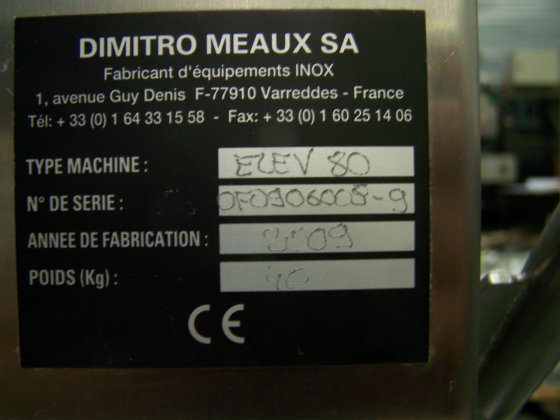 DIMITRO MEAUX SA
Fabricant d'équipements INOX
1, avenue Guy Denis F-77910 Varreddes - France
Tél: + 33 (0) 1 64 33 15 58 - Fax: + 33 (0) 1 60 25 14 06
TYPE MACHINE : ELEV 80
N° DE SERIE : OF0906005-9
ANNEE DE FABRICATION : 2009
POIDS (Kg) : 40
CE